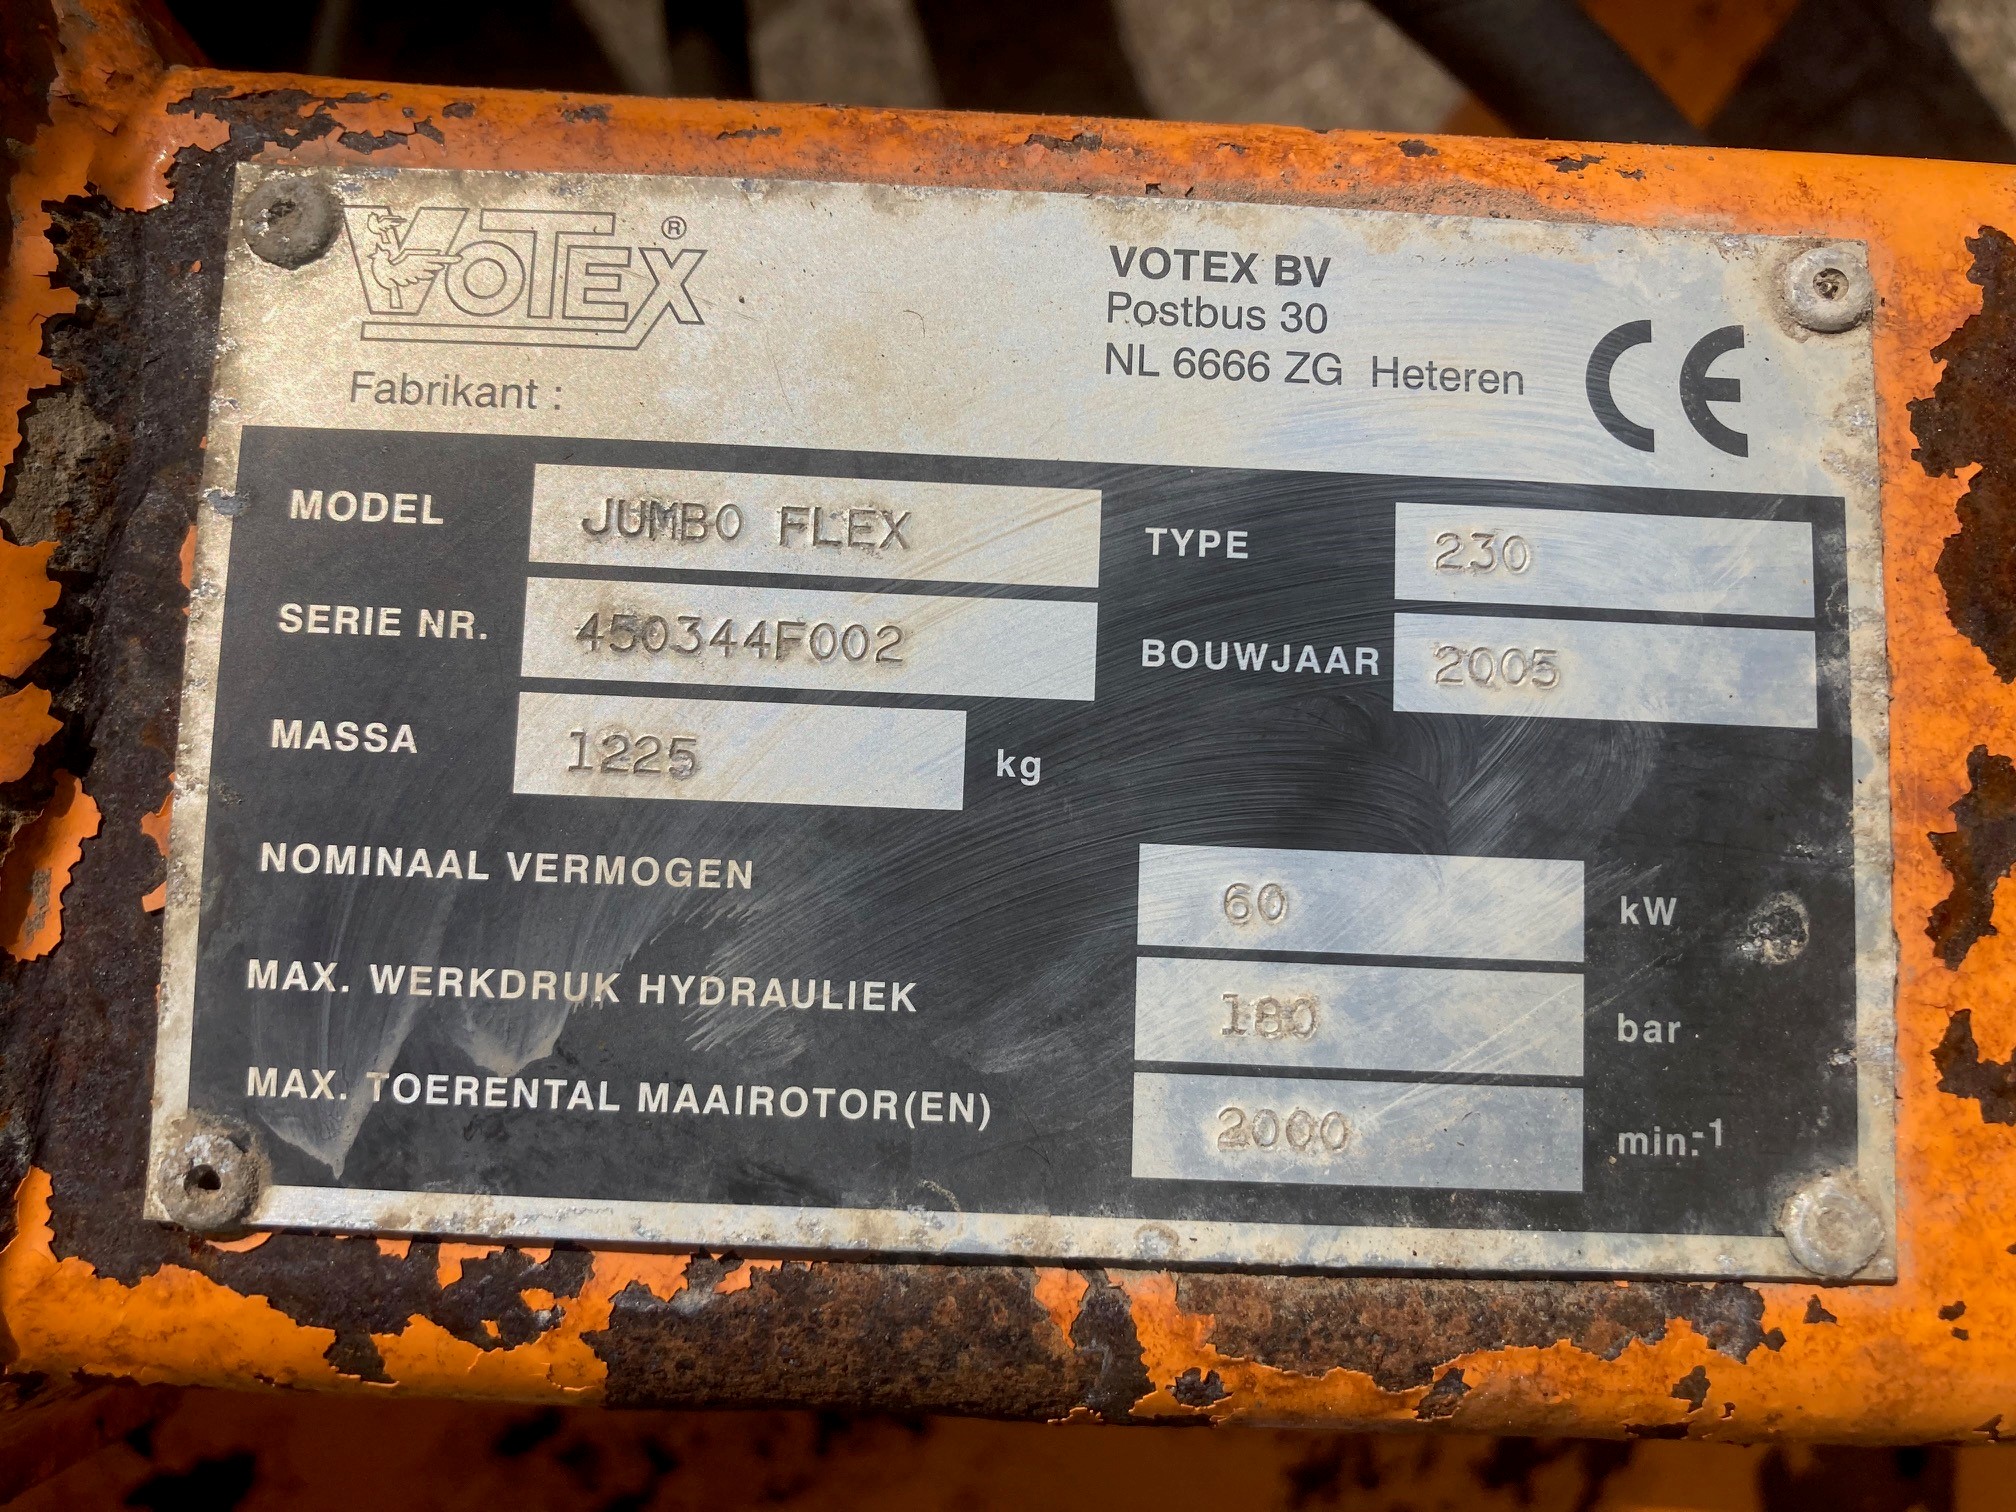 VOTEX ®
Fabrikant :
VOTEX BV
Postbus 30
NL 6666 ZG Heteren
CE
MODEL JUMBO FLEX TYPE 230
SERIE NR. 450344F002 BOUWJAAR 2005
MASSA 1225 kg
NOMINAAL VERMOGEN 60 kW
MAX. WERKDRUK HYDRAULIEK 180 bar
MAX. TOERENTAL MAAIROTOR(EN) 2000 min.-1